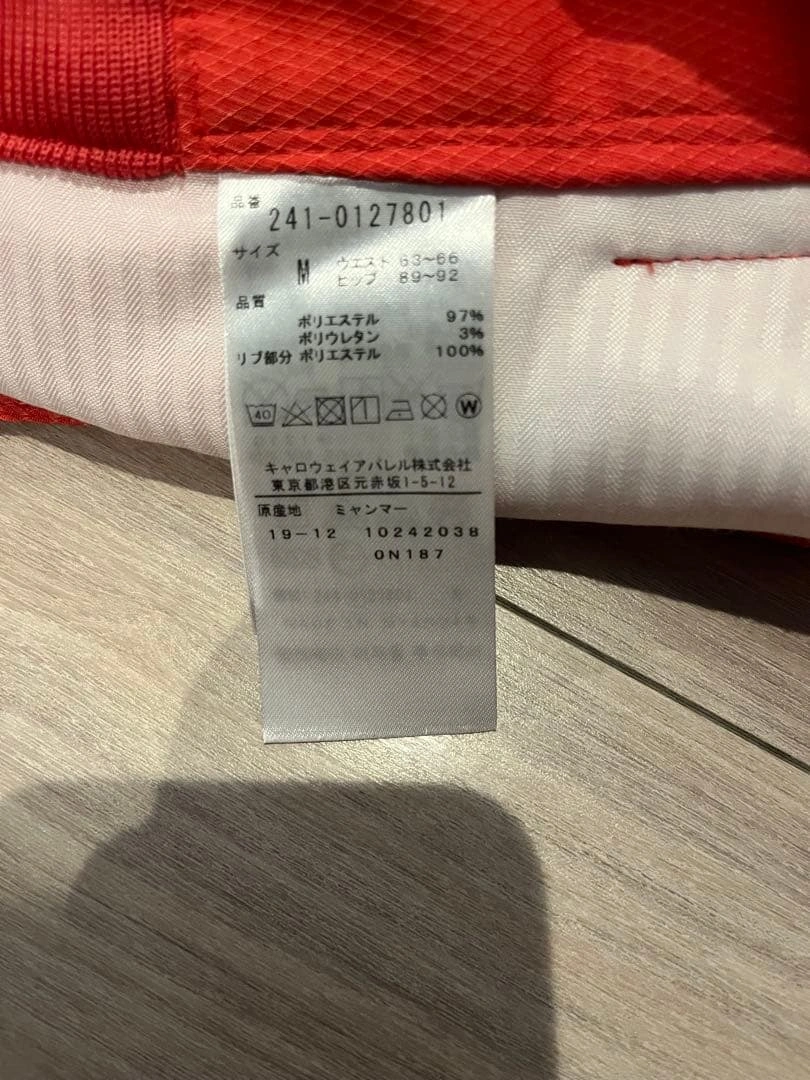 品番 241-0127801
サイズ
M ウエスト 63~66
ヒップ 89~92
品質
ポリエステル 97%
ポリウレタン 3%
リブ部分 ポリエステル 100%
40 W
キャロウェイアパレル株式会社
東京都港区元赤坂1-5-12
原産地 ミャンマー
19-12 10242038
0N187